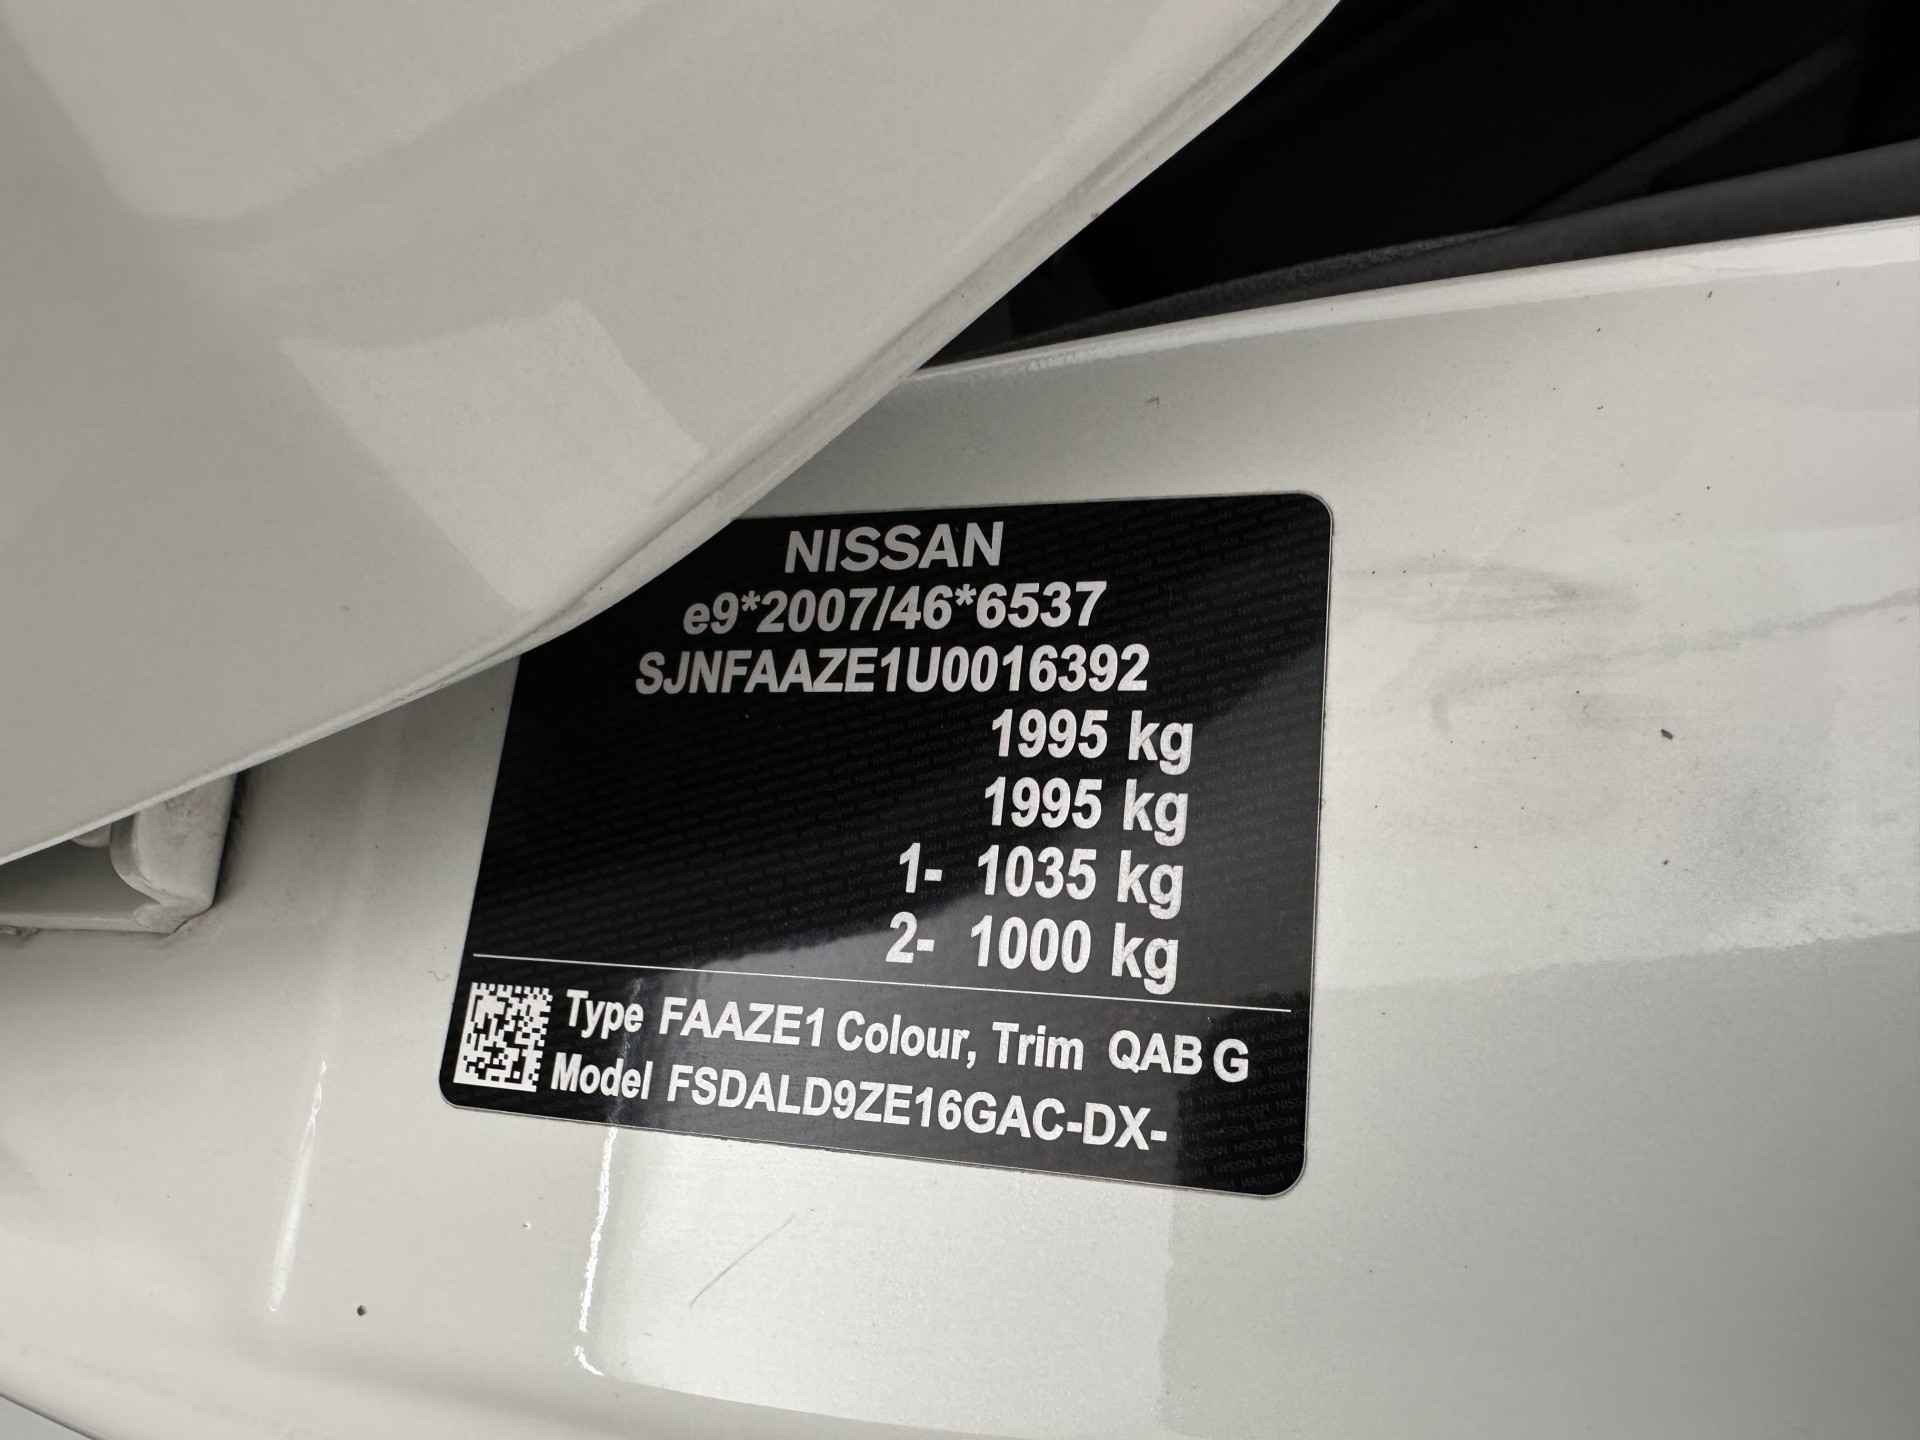 NISSAN
e9*2007/46*6537
SJNFAAZE1U0016392
1995 kg
1995 kg
1- 1035 kg
2- 1000 kg
Type FAAZE1 Colour, Trim QAB G
Model FSDALD9ZE16GAC-DX-